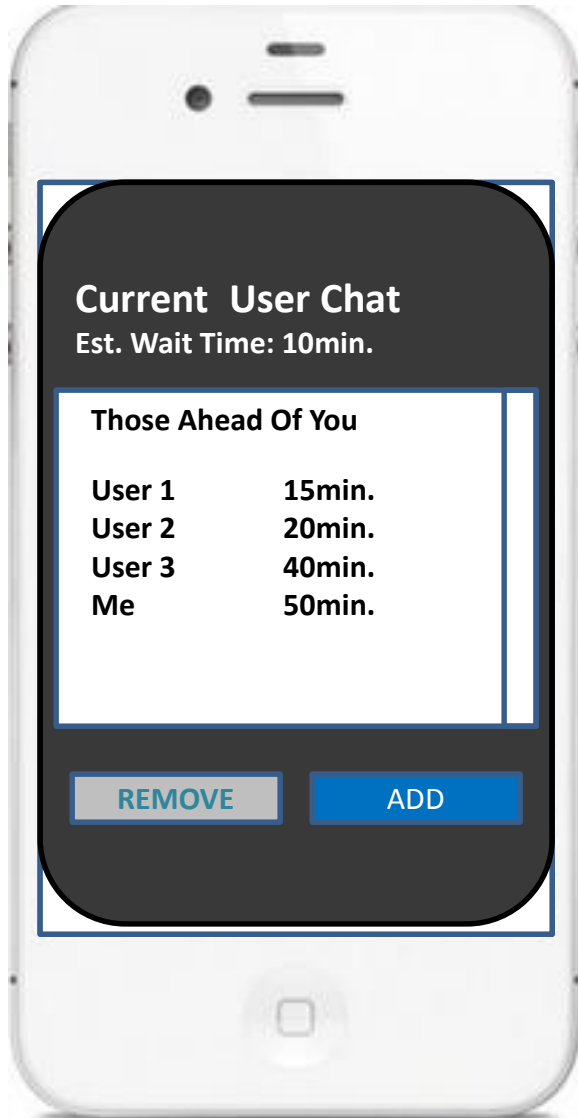 Current  User Chat
Est. Wait Time: 10min.
Those Ahead Of You
User 1 15min.
User 2 20min.
User 3 40min.
Me 50min.
REMOVE ADD